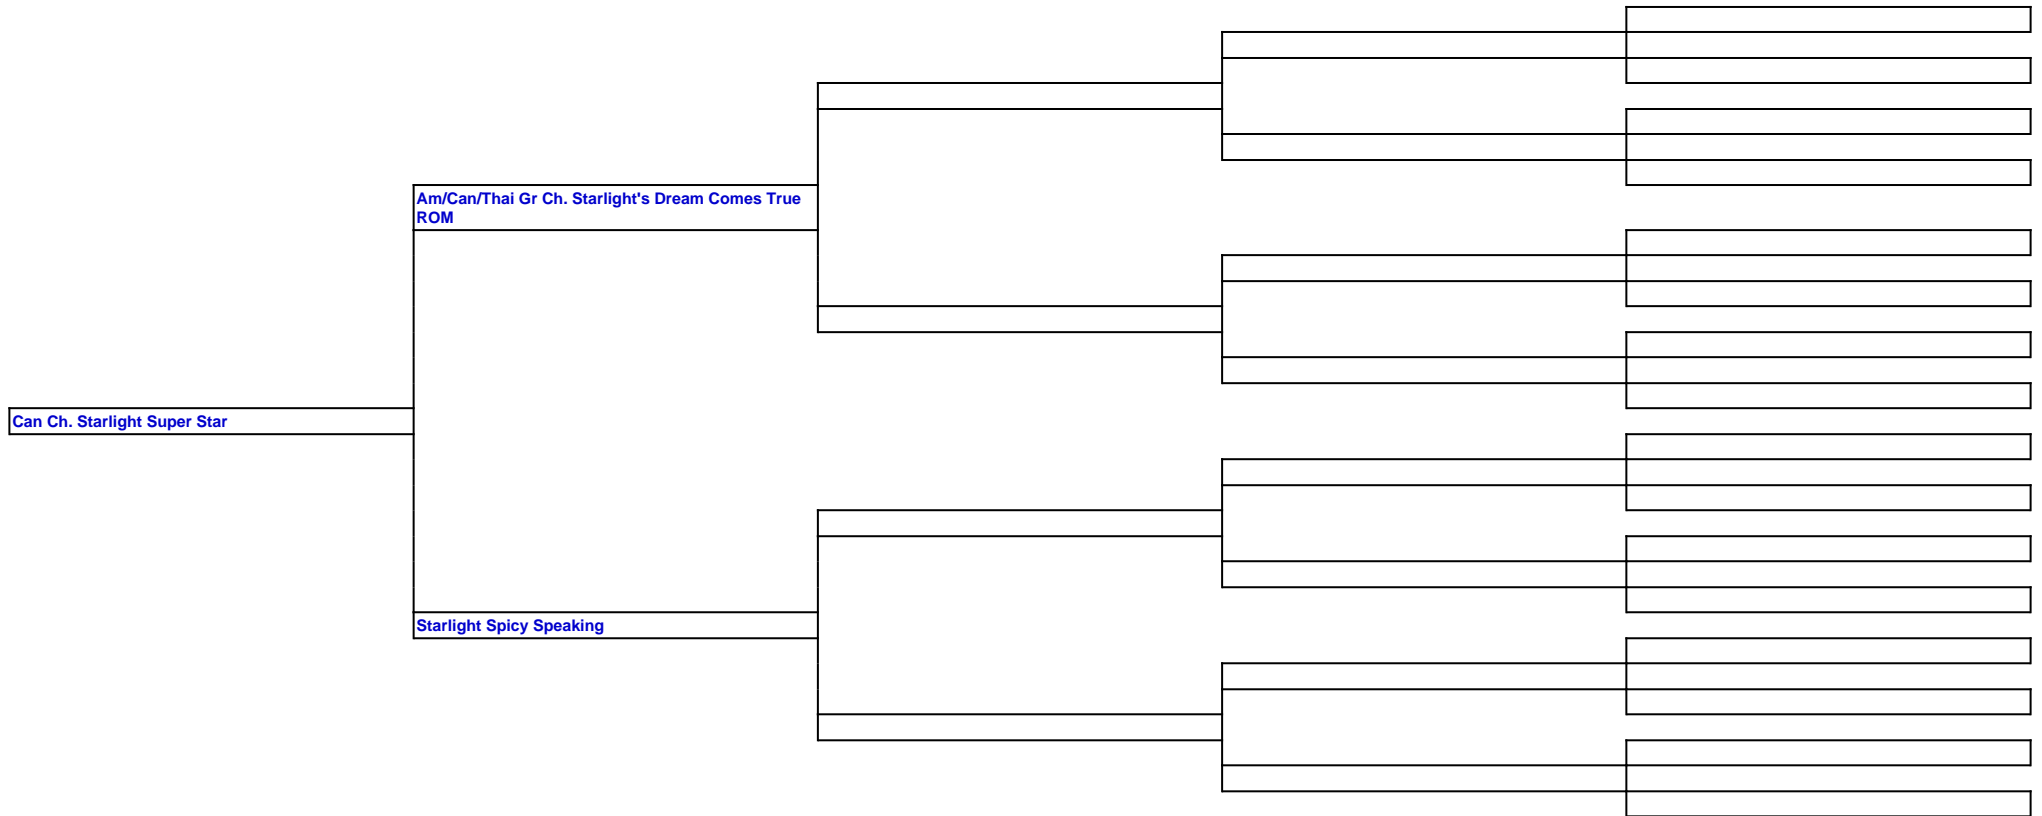 Am/Can/Thai Gr Ch. Starlight's Dream Comes True
ROM
Can Ch. Starlight Super Star
Starlight Spicy Speaking